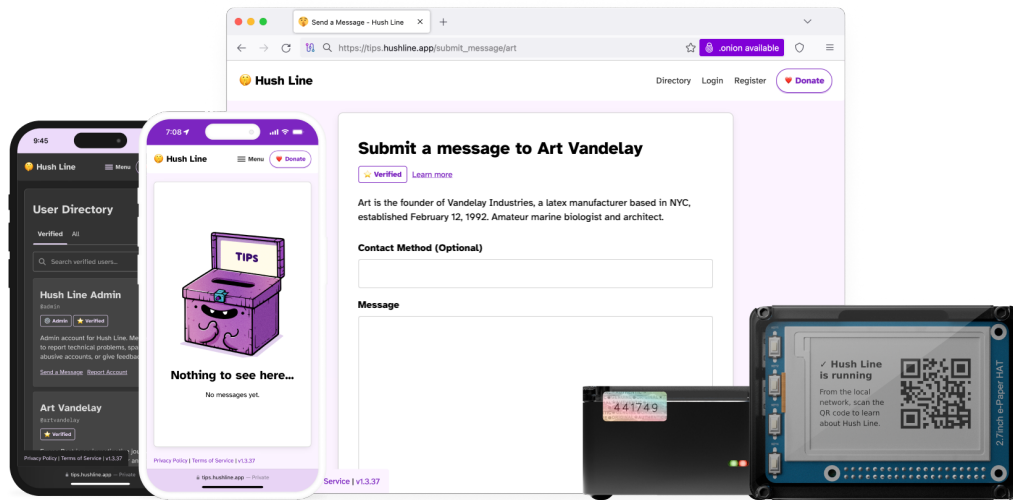 Send a Message - Hush Line
https://tips.hushline.app/submit_message/art
.onion available
Hush Line
Directory
Login
Register
Donate
Submit a message to Art Vandelay
Verified
Learn more
Art is the founder of Vandelay Industries, a latex manufacturer based in NYC,
established February 12, 1992. Amateur marine biologist and architect.
Contact Method (Optional)
Message
Service | v1.3.37
9:45
Hush Line
Menu
User Directory
Verified
All
Search verified users...
Hush Line Admin
@admin
Admin
Verified
Admin account for Hush Line. Me
to report technical problems, spa
abusive accounts, or give feedba
Send a Message
Report Account
Art Vandelay
@artvandelay
Verified
Privacy Policy | Terms of Service | v1.3.37
tips.hushline.app — Private
7:08
Hush Line
Menu
Donate
TIPS
Nothing to see here...
No messages yet.
Privacy Policy | Terms of Service | v1.3.37
tips.hushline.app — Private
441749
✓ Hush Line
is running
From the local
network, scan the
QR code to learn
about Hush Line.
2.7inch e-Paper HAT